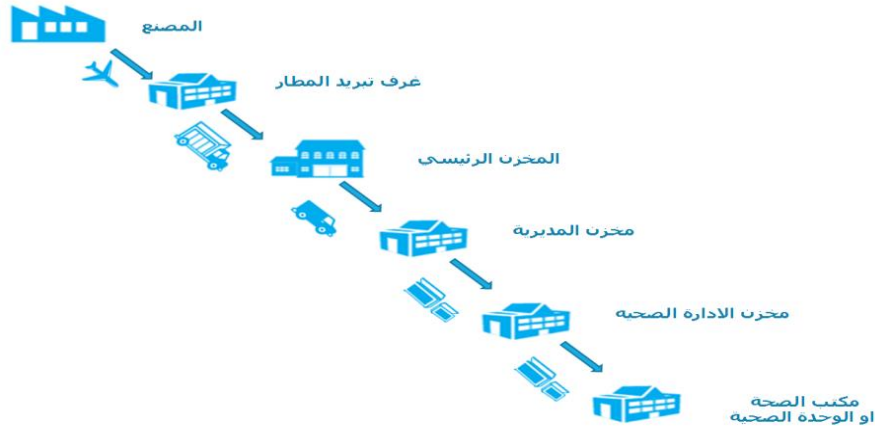 المصنع
غرف تبريد المطار
المخزن الرئيسي
مخزن المديرية
مخزن الادارة الصحيه
مكتب الصحة
او الوحدة الصحية